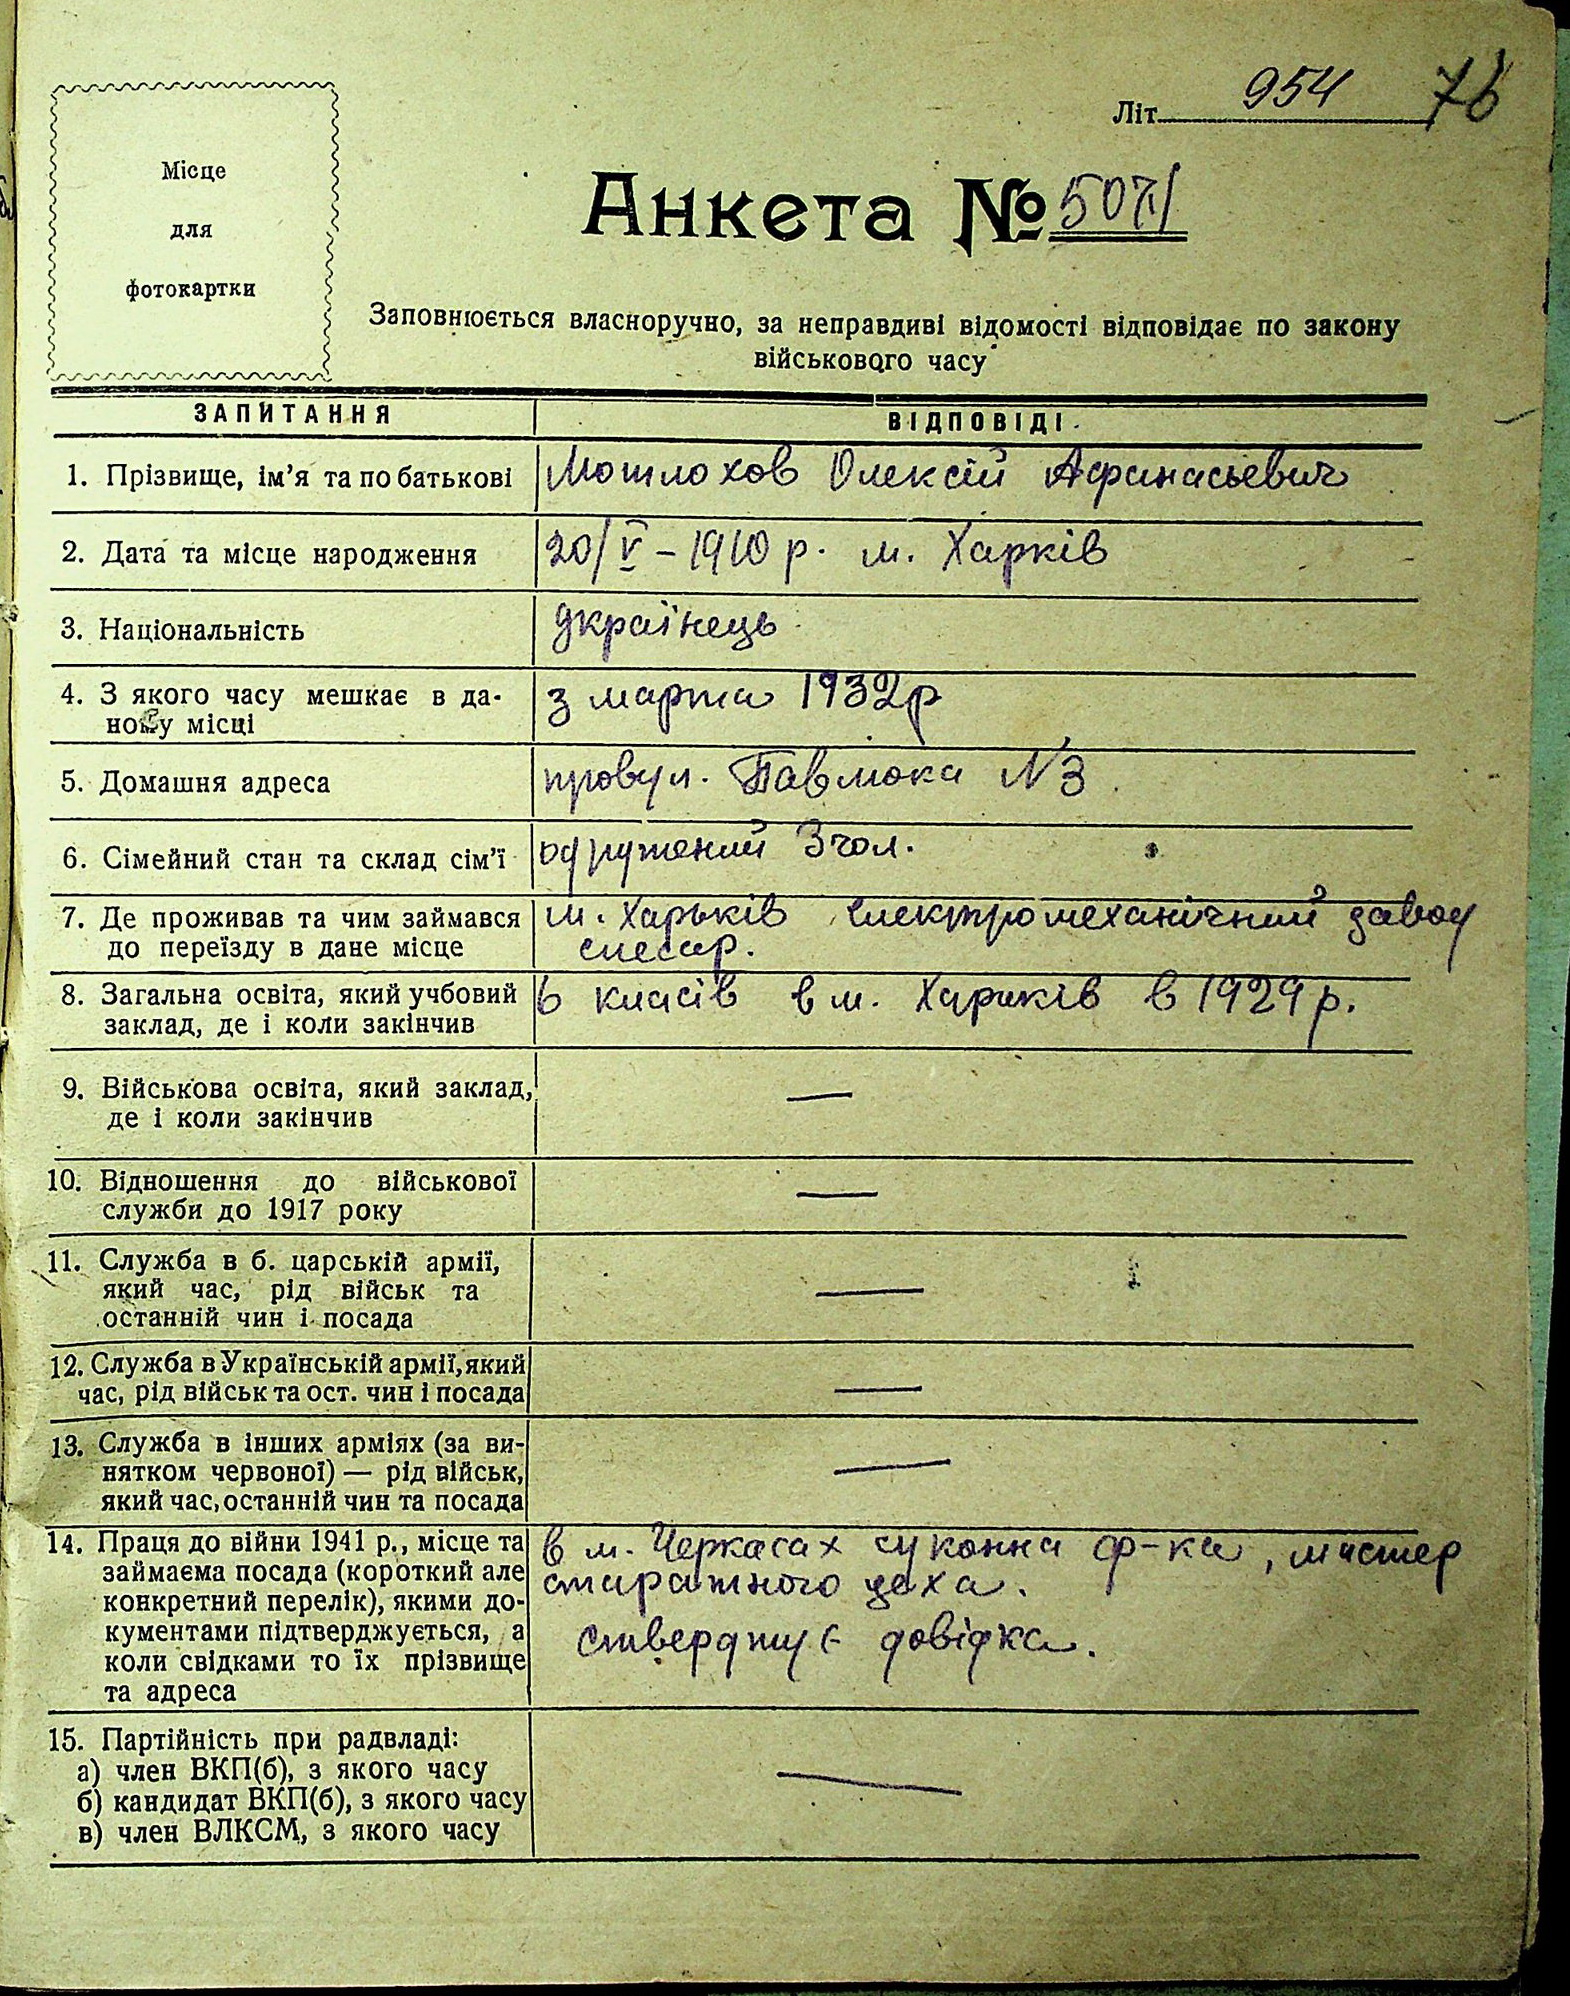 Літ. 954 76
Місце
для
фотокартки
Анкета № 5071
Заповнюється власноручно, за неправдиві відомості відповідає по закону
військового часу
ЗАПИТАННЯ ВІДПОВІДІ
1. Прізвище, ім'я та по батькові Мошлохов Олексій Афанасьевич
2. Дата та місце народження 20/V – 1910 р. м. Харків
3. Національність українець
4. З якого часу мешкає в да-
ному місці з марта 1932 р
5. Домашня адреса провул. Павлюка N 3
6. Сімейний стан та склад сім'ї одружений 3 чол.
7. Де проживав та чим займався м. Харьків електромеханічний завод
до переїзду в дане місце слесар.
8. Загальна освіта, який учбовий 6 класів в м. Харьків в 1929 р.
заклад, де і коли закінчив
9. Військова освіта, який заклад, —
де і коли закінчив
10. Відношення до військової —
служби до 1917 року
11. Служба в б. царській армії,
який час, рід військ та —
останній чин і посада
12. Служба в Українській армії, який
час, рід військ та ост. чин і посада —
13. Служба в інших арміях (за ви-
нятком червоної) — рід військ, —
який час, останній чин та посада
14. Праця до війни 1941 р., місце та в м. Черкасах суконна ф-ка, мастер
займаєма посада (короткий але апаратного цеха.
конкретний перелік), якими до-
кументами підтверджується, а стверджує довідка.
коли свідками то їх прізвище
та адреса
15. Партійність при радвладі:
а) член ВКП(б), з якого часу —
б) кандидат ВКП(б), з якого часу
в) член ВЛКСМ, з якого часу